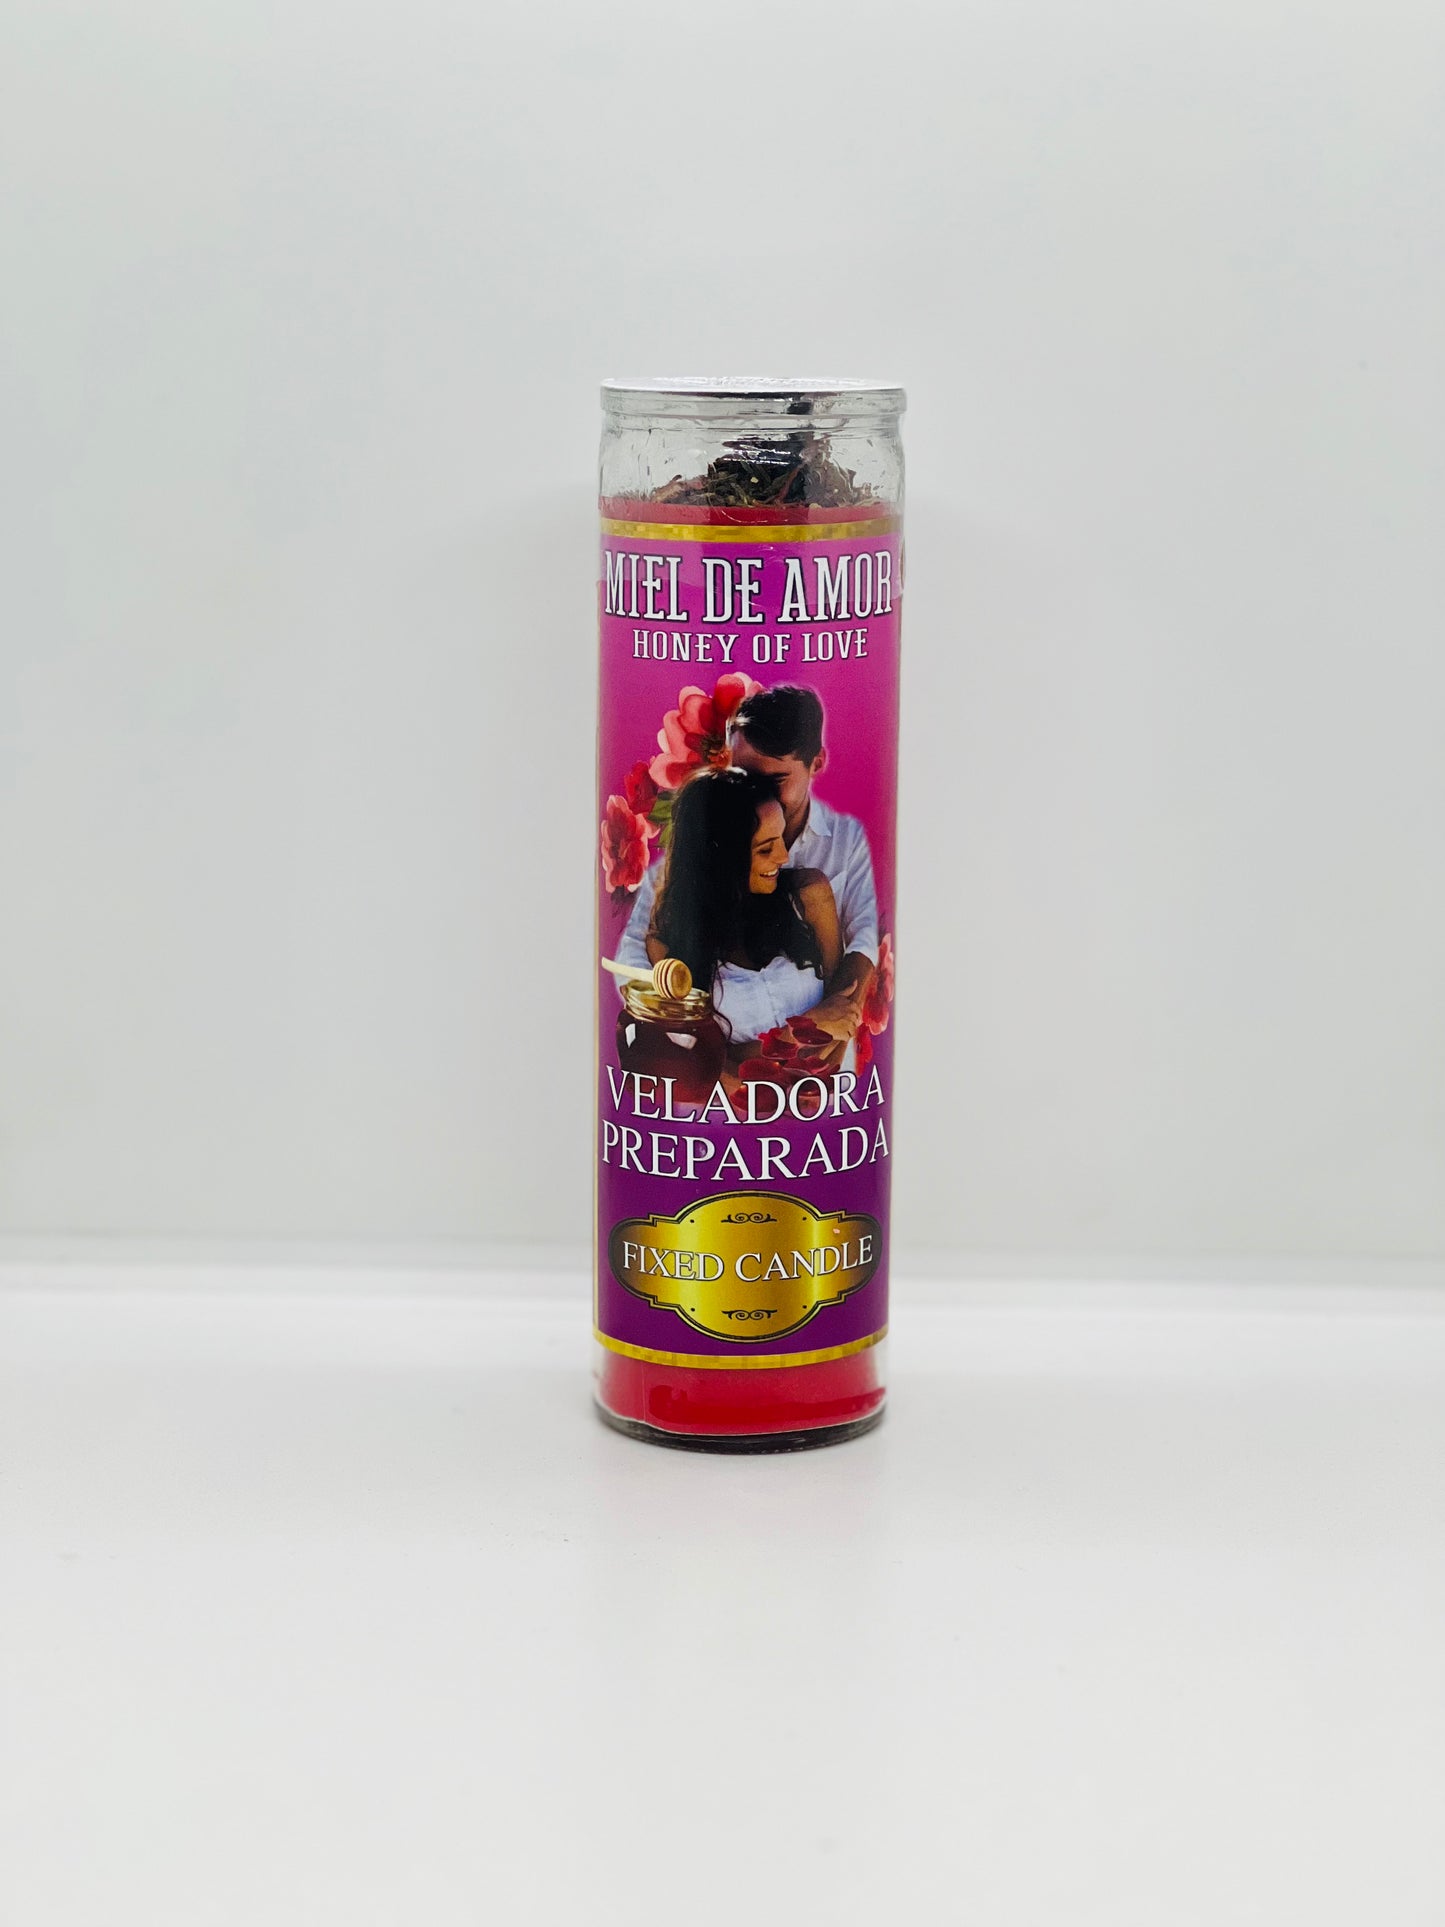 MIEL DE AMOR
HONEY OF LOVE
VELADORA
PREPARADA
FIXED CANDLE